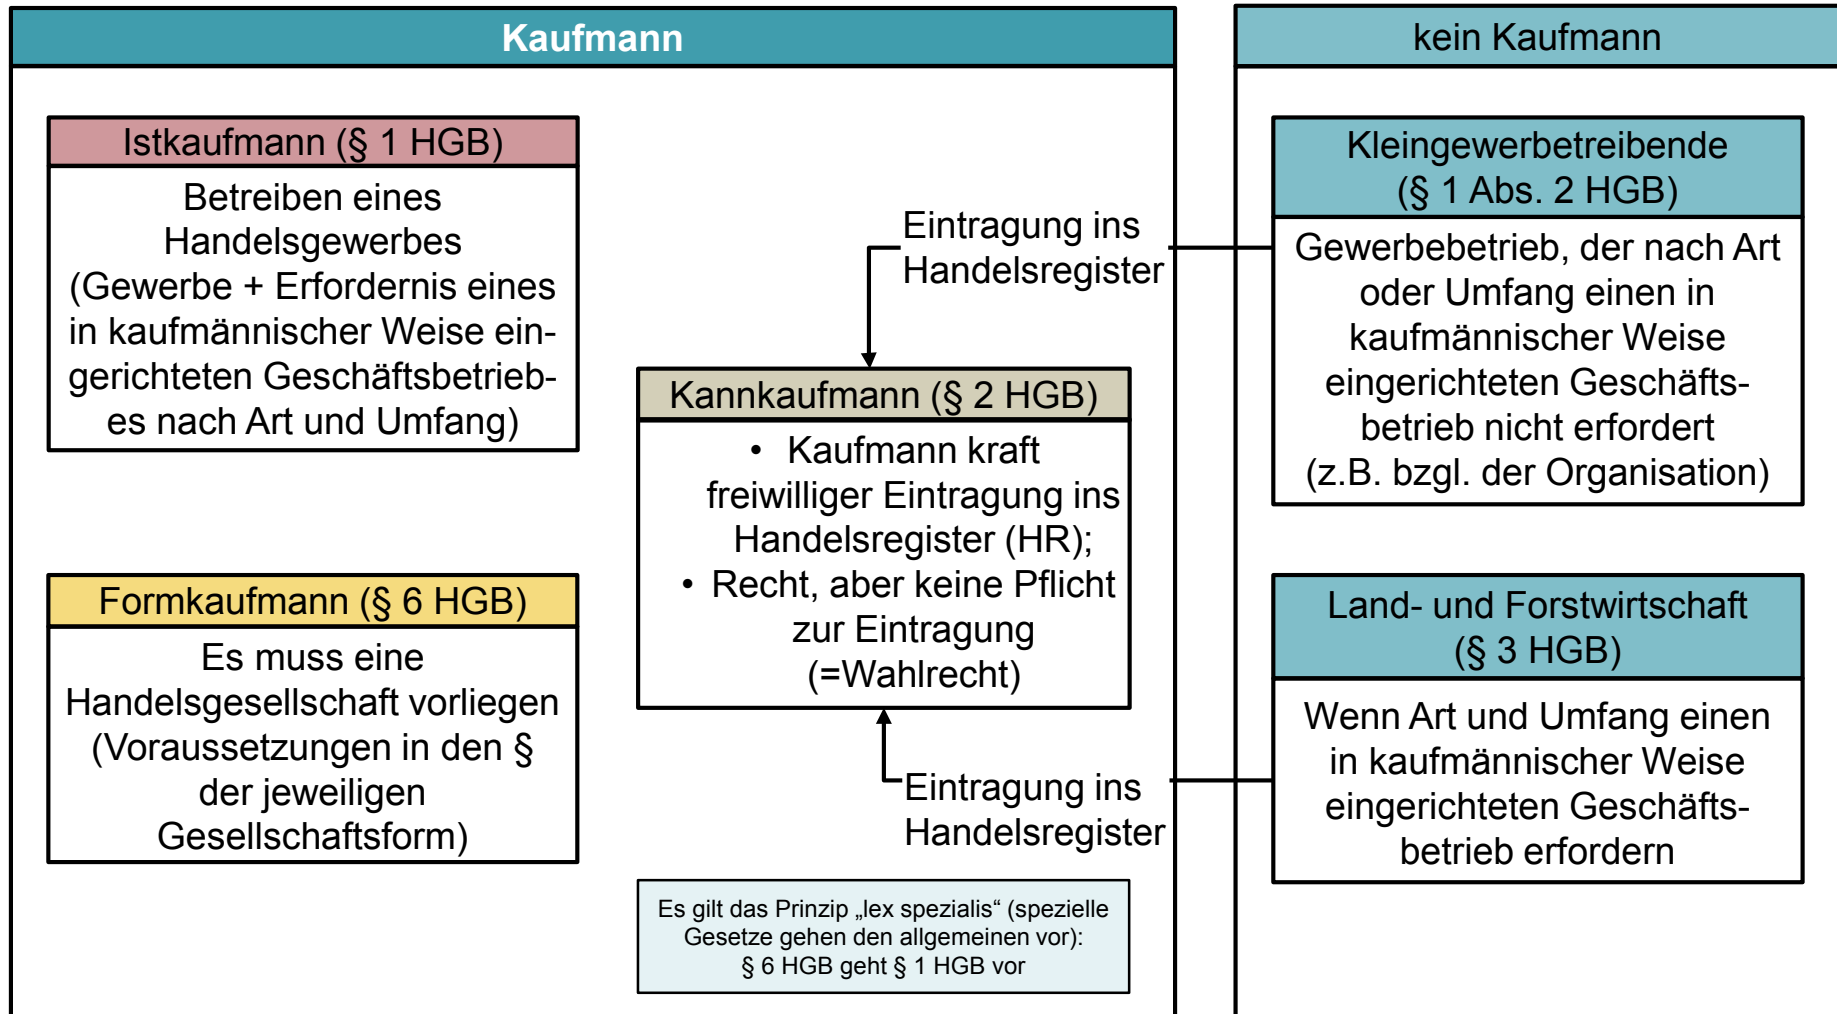 Kaufmann
Istkaufmann (§ 1 HGB)
Betreiben eines
Handelsgewerbes
(Gewerbe + Erfordernis eines
in kaufmännischer Weise ein-
gerichteten Geschäftsbetrieb-
es nach Art und Umfang)
Formkaufmann (§ 6 HGB)
Es muss eine
Handelsgesellschaft vorliegen
(Voraussetzungen in den §
der jeweiligen
Gesellschaftsform)
Eintragung ins
Handelsregister
Kannkaufmann (§ 2 HGB)
• Kaufmann kraft
freiwilliger Eintragung ins
Handelsregister (HR);
• Recht, aber keine Pflicht
zur Eintragung
(=Wahlrecht)
Eintragung ins
Handelsregister
Es gilt das Prinzip „lex spezialis“ (spezielle
Gesetze gehen den allgemeinen vor):
§ 6 HGB geht § 1 HGB vor
kein Kaufmann
Kleingewerbetreibende
(§ 1 Abs. 2 HGB)
Gewerbebetrieb, der nach Art
oder Umfang einen in
kaufmännischer Weise
eingerichteten Geschäfts-
betrieb nicht erfordert
(z.B. bzgl. der Organisation)
Land- und Forstwirtschaft
(§ 3 HGB)
Wenn Art und Umfang einen
in kaufmännischer Weise
eingerichteten Geschäfts-
betrieb erfordern